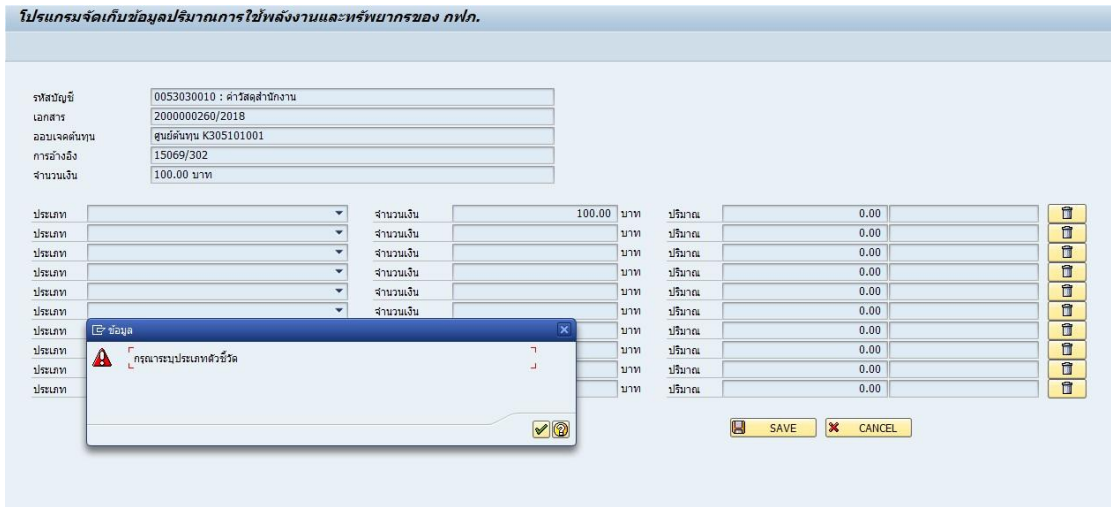 โปรแกรมจัดเก็บข้อมูลปริมาณการใช้พลังงานและทรัพยากรของ กฟภ.
รหัสบัญชี 0053030010 : ค่าวัสดุสำนักงาน
เอกสาร 2000000260/2018
ออบเจคต้นทุน ศูนย์ต้นทุน K305101001
การอ้างอิง 15069/302
จำนวนเงิน 100.00 บาท
ประเภท จำนวนเงิน 100.00 บาท ปริมาณ 0.00
ประเภท จำนวนเงิน บาท ปริมาณ 0.00
ประเภท จำนวนเงิน บาท ปริมาณ 0.00
ประเภท จำนวนเงิน บาท ปริมาณ 0.00
ประเภท จำนวนเงิน บาท ปริมาณ 0.00
ประเภท จำนวนเงิน บาท ปริมาณ 0.00
ประเภท ข้อมูล บาท ปริมาณ 0.00
ประเภท กรุณาระบุประเภทตัวชี้วัด บาท ปริมาณ 0.00
ประเภท บาท ปริมาณ 0.00
ประเภท บาท ปริมาณ 0.00
SAVE CANCEL